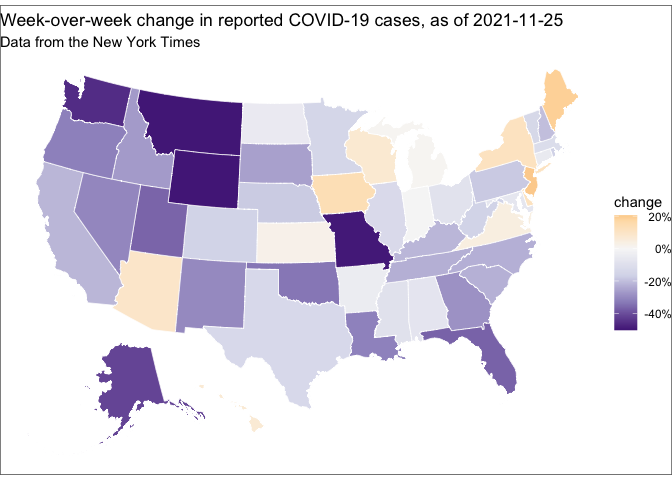 Week-over-week change in reported COVID-19 cases, as of 2021-11-25
Data from the New York Times
change
20%
0%
-20%
-40%